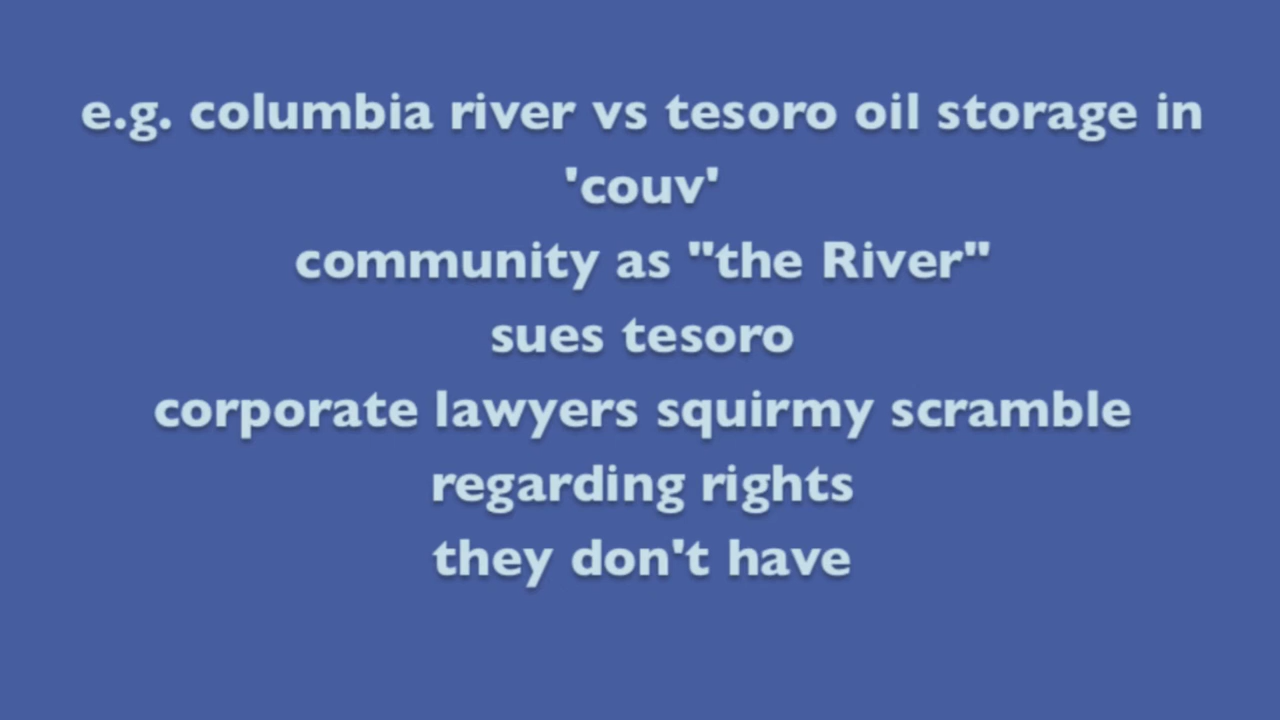 e.g. columbia river vs tesoro oil storage in
'couv'
community as "the River"
sues tesoro
corporate lawyers squirmy scramble
regarding rights
they don't have